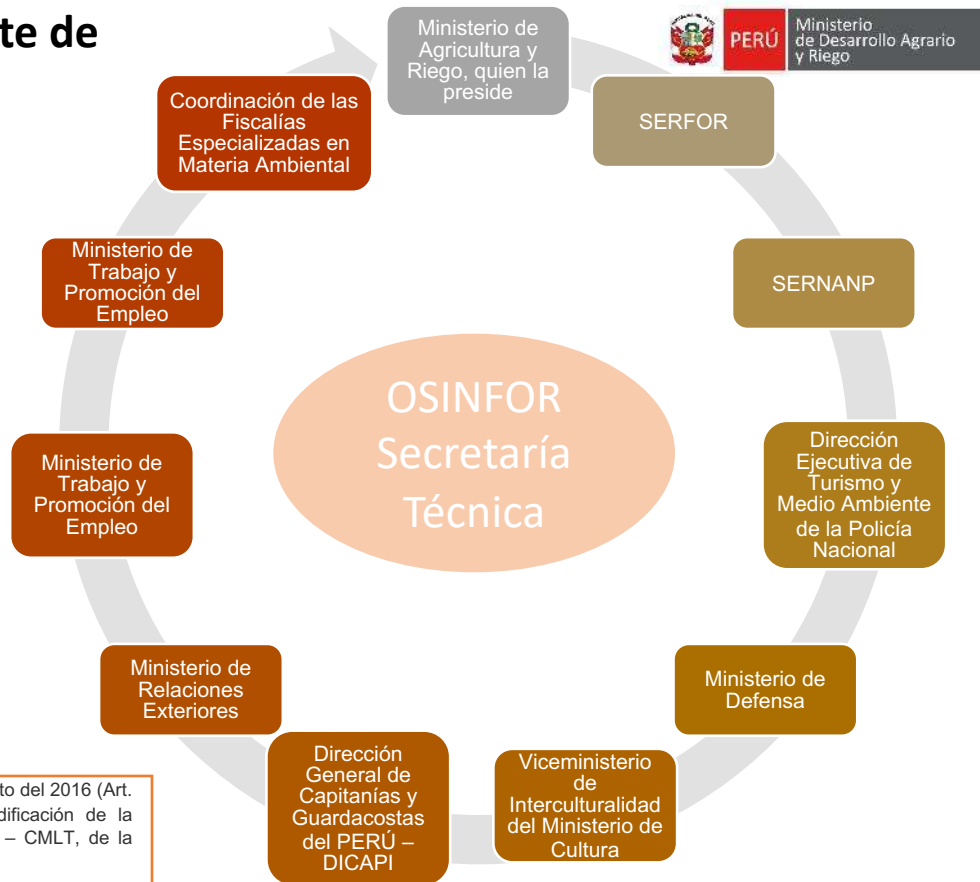 te de
PERÚ
Ministerio
de Desarrollo Agrario
y Riego
Ministerio de
Agricultura y
Riego, quien la
preside
SERFOR
SERNANP
Dirección
Ejecutiva de
Turismo y
Medio Ambiente
de la Policía
Nacional
Ministerio de
Defensa
Viceministerio
de
Interculturalidad
del Ministerio de
Cultura
Dirección
General de
Capitanías y
Guardacostas
del PERÚ –
DICAPI
Ministerio de
Relaciones
Exteriores
Ministerio de
Trabajo y
Promoción del
Empleo
Ministerio de
Trabajo y
Promoción del
Empleo
Coordinación de las
Fiscalías
Especializadas en
Materia Ambiental
OSINFOR
Secretaría
Técnica
to del 2016 (Art.
dificación de la
– CMLT, de la